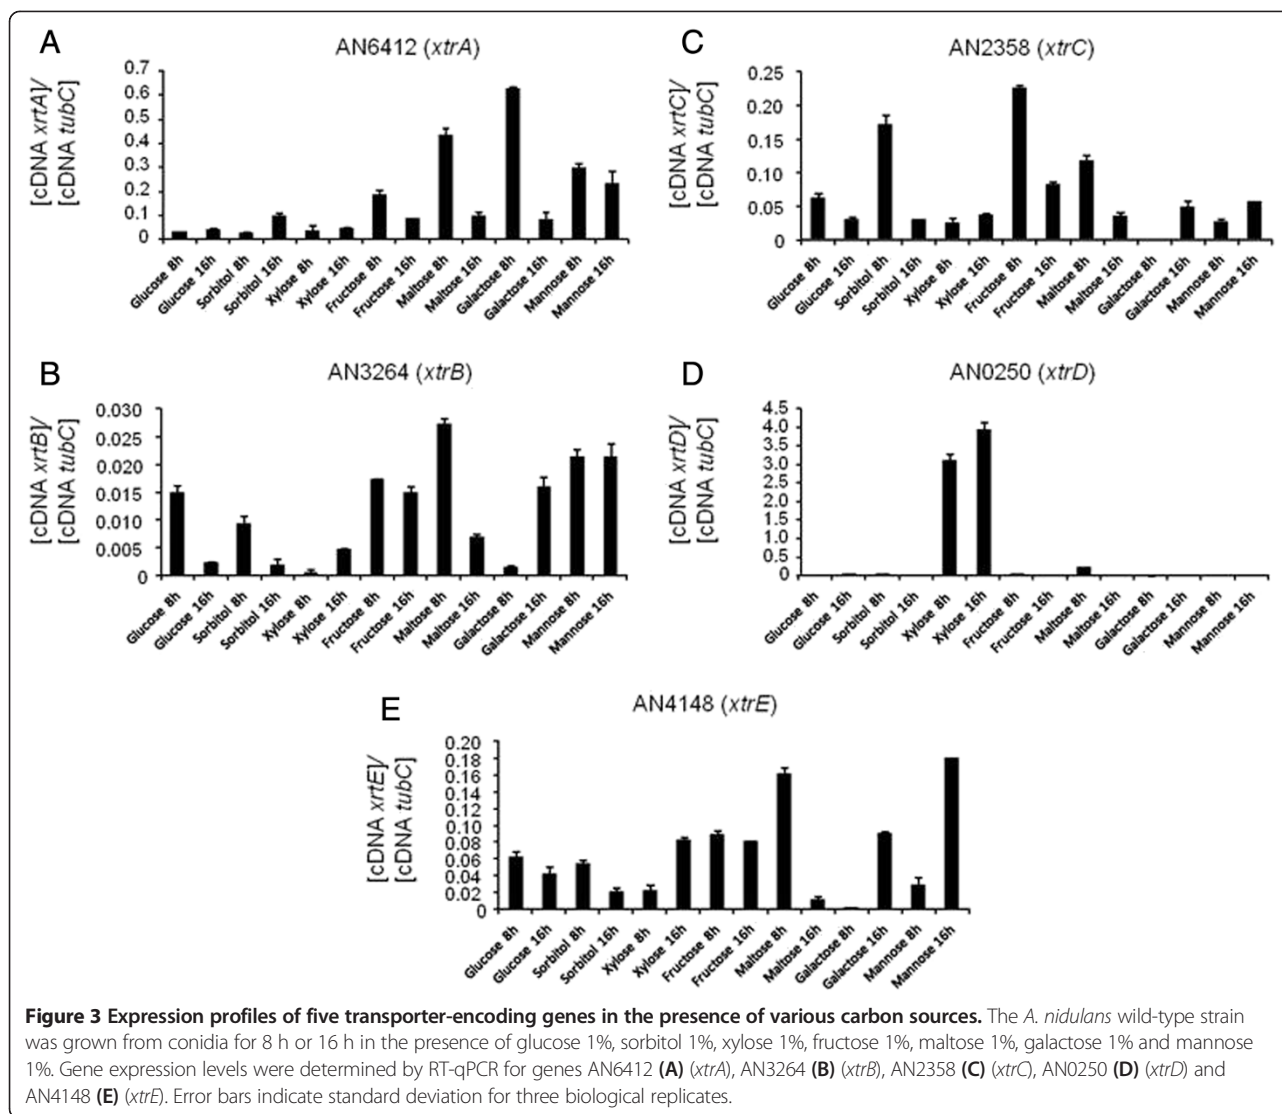 A
AN6412 (xtrA)
[cDNA xrtA]/
[cDNA tubC]
0.7
0.6
0.5
0.4
0.3
0.2
0.1
0
Glucose 8h
Glucose 16h
Sorbitol 8h
Sorbitol 16h
Xylose 8h
Xylose 16h
Fructose 8h
Fructose 16h
Maltose 8h
Maltose 16h
Galactose 8h
Galactose 16h
Mannose 8h
Mannose 16h
C
AN2358 (xtrC)
[cDNA xrtC]/
[cDNA tubC]
0.25
0.20
0.15
0.10
0.05
0
Glucose 8h
Glucose 16h
Sorbitol 8h
Sorbitol 16h
Xylose 8h
Xylose 16h
Fructose 8h
Fructose 16h
Maltose 8h
Maltose 16h
Galactose 8h
Galactose 16h
Mannose 8h
Mannose 16h
B
AN3264 (xtrB)
[cDNA xrtB]/
[cDNA tubC]
0.030
0.025
0.020
0.015
0.010
0.005
0
Glucose 8h
Glucose 16h
Sorbitol 8h
Sorbitol 16h
Xylose 8h
Xylose 16h
Fructose 8h
Fructose 16h
Maltose 8h
Maltose 16h
Galactose 8h
Galactose 16h
Mannose 8h
Mannose 16h
D
AN0250 (xtrD)
[cDNA xrtD]/
[cDNA tubC]
4.5
4.0
3.5
3.0
2.5
2.0
1.5
1.0
0.5
0
Glucose 8h
Glucose 16h
Sorbitol 8h
Sorbitol 16h
Xylose 8h
Xylose 16h
Fructose 8h
Fructose 16h
Maltose 8h
Maltose 16h
Galactose 8h
Galactose 16h
Mannose 8h
Mannose 16h
E
AN4148 (xtrE)
[cDNA xrtE]/
[cDNA tubC]
0.20
0.18
0.16
0.14
0.12
0.10
0.08
0.06
0.04
0.02
0
Glucose 8h
Glucose 16h
Sorbitol 8h
Sorbitol 16h
Xylose 8h
Xylose 16h
Fructose 8h
Fructose 16h
Maltose 8h
Maltose 16h
Galactose 8h
Galactose 16h
Mannose 8h
Mannose 16h
Figure 3 Expression profiles of five transporter-encoding genes in the presence of various carbon sources. The A. nidulans wild-type strain
was grown from conidia for 8 h or 16 h in the presence of glucose 1%, sorbitol 1%, xylose 1%, fructose 1%, maltose 1%, galactose 1% and mannose
1%. Gene expression levels were determined by RT-qPCR for genes AN6412 (A) (xtrA), AN3264 (B) (xtrB), AN2358 (C) (xtrC), AN0250 (D) (xtrD) and
AN4148 (E) (xtrE). Error bars indicate standard deviation for three biological replicates.